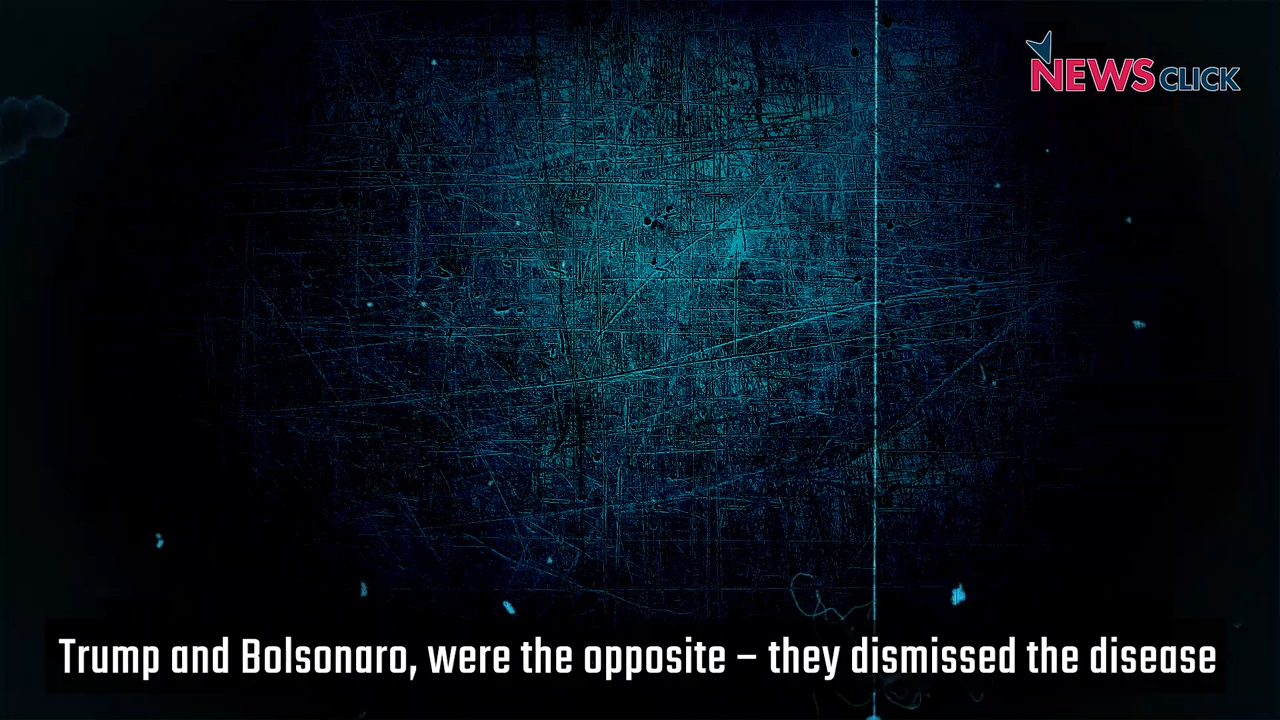 NEWSCLICK
Trump and Bolsonaro, were the opposite – they dismissed the disease